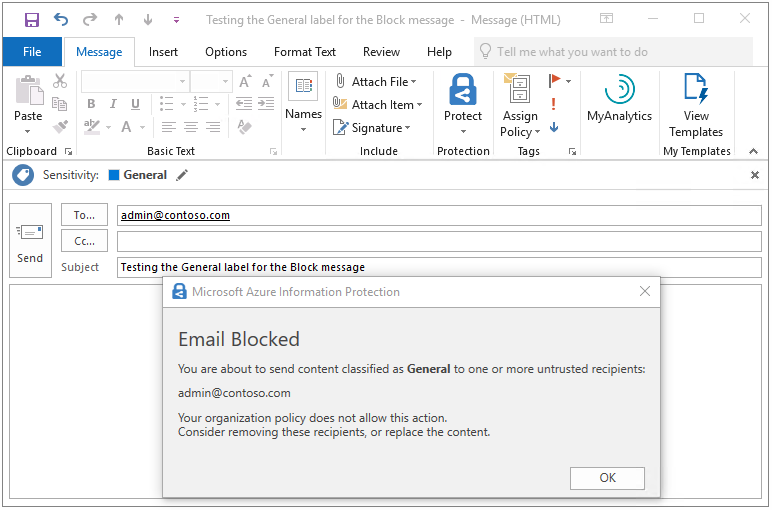 Testing the General label for the Block message - Message (HTML)
File Message Insert Options Format Text Review Help Tell me what you want to do
Paste
B I U
ab A
A A
Names
Attach File
Attach Item
Signature
Protect
Assign
Policy
MyAnalytics
View
Templates
Clipboard Basic Text Include Protection Tags My Templates
Sensitivity: General
Send
To...
admin@contoso.com
Cc...
Subject
Testing the General label for the Block message
Microsoft Azure Information Protection
Email Blocked
You are about to send content classified as General to one or more untrusted recipients:
admin@contoso.com
Your organization policy does not allow this action.
Consider removing these recipients, or replace the content.
OK